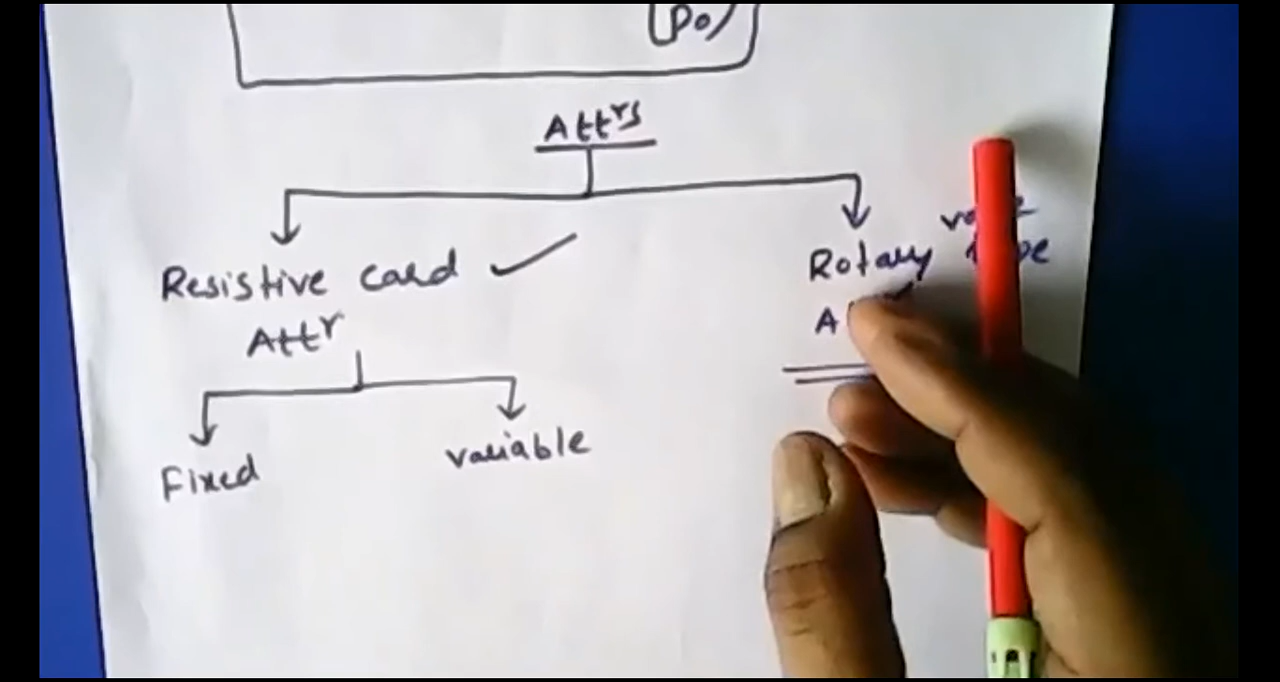 (Po)
Attrs
Resistive card
Attr
Rotary
Fixed
variable